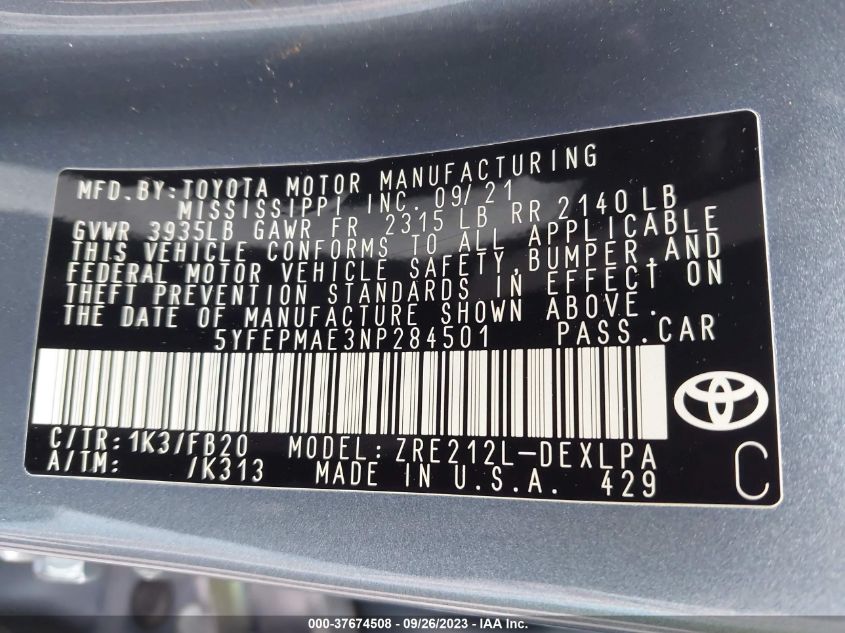 MFD. BY: TOYOTA MOTOR MANUFACTURING
MISSISSIPPI INC. 09/21
GVWR 3935LB GAWR FR 2315 LB RR 2140 LB
THIS VEHICLE CONFORMS TO ALL APPLICABLE
FEDERAL MOTOR VEHICLE SAFETY, BUMPER, AND
THEFT PREVENTION STANDARDS IN EFFECT ON
THE DATE OF MANUFACTURE SHOWN ABOVE.
5YFEPMAE3NP284501 PASS. CAR
C/TR: 1K3/FB20 MODEL: ZRE212L-DEXLPA
A/TM: /K313 MADE IN U.S.A. 429
C
000-37674508 - 09/26/2023 - IAA Inc.